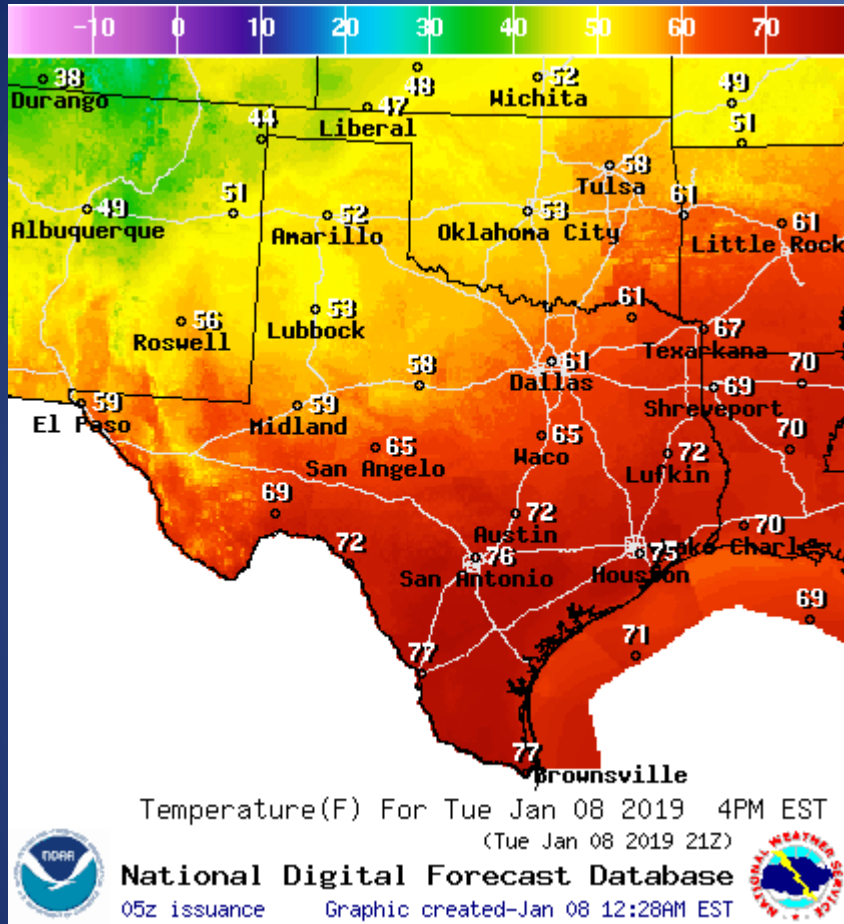 -10 0 10 20 30 40 50 60 70
38
Durango
48
52
Wichita
49
47
Liberal
44
51
58
Tulsa
49
Albuquerque
51
52
Amarillo
53
Oklahoma City
61
61
Little Rock
56
Roswell
53
Lubbock
61
67
Texarkana
58
61
Dallas
70
69
Shreveport
59
El Paso
59
Midland
65
San Angelo
65
Waco
72
Lufkin
70
69
72
Austin
70
Lake Charles
72
76
San Antonio
75
Houston
69
71
77
77
Brownsville
Temperature(F) For Tue Jan 08 2019 4PM EST
(Tue Jan 08 2019 21Z)
NOAA
National Digital Forecast Database
05z issuance Graphic created-Jan 08 12:28AM EST
NATIONAL WEATHER SERVICE